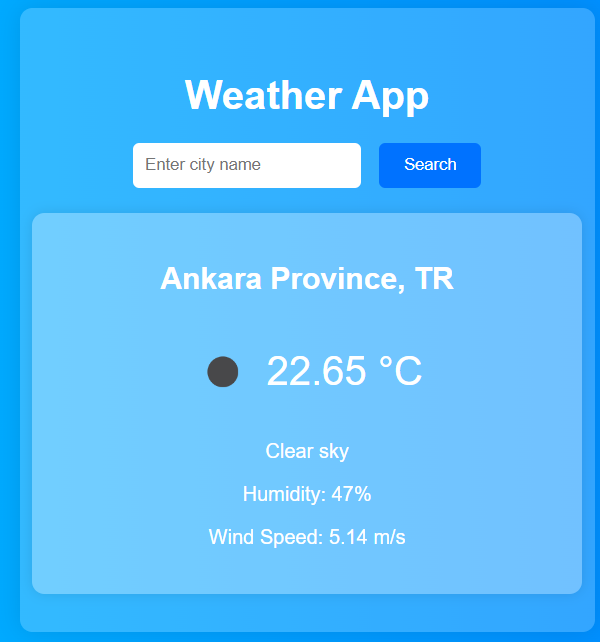 Weather App
Enter city name
Search
Ankara Province, TR
22.65 °C
Clear sky
Humidity: 47%
Wind Speed: 5.14 m/s